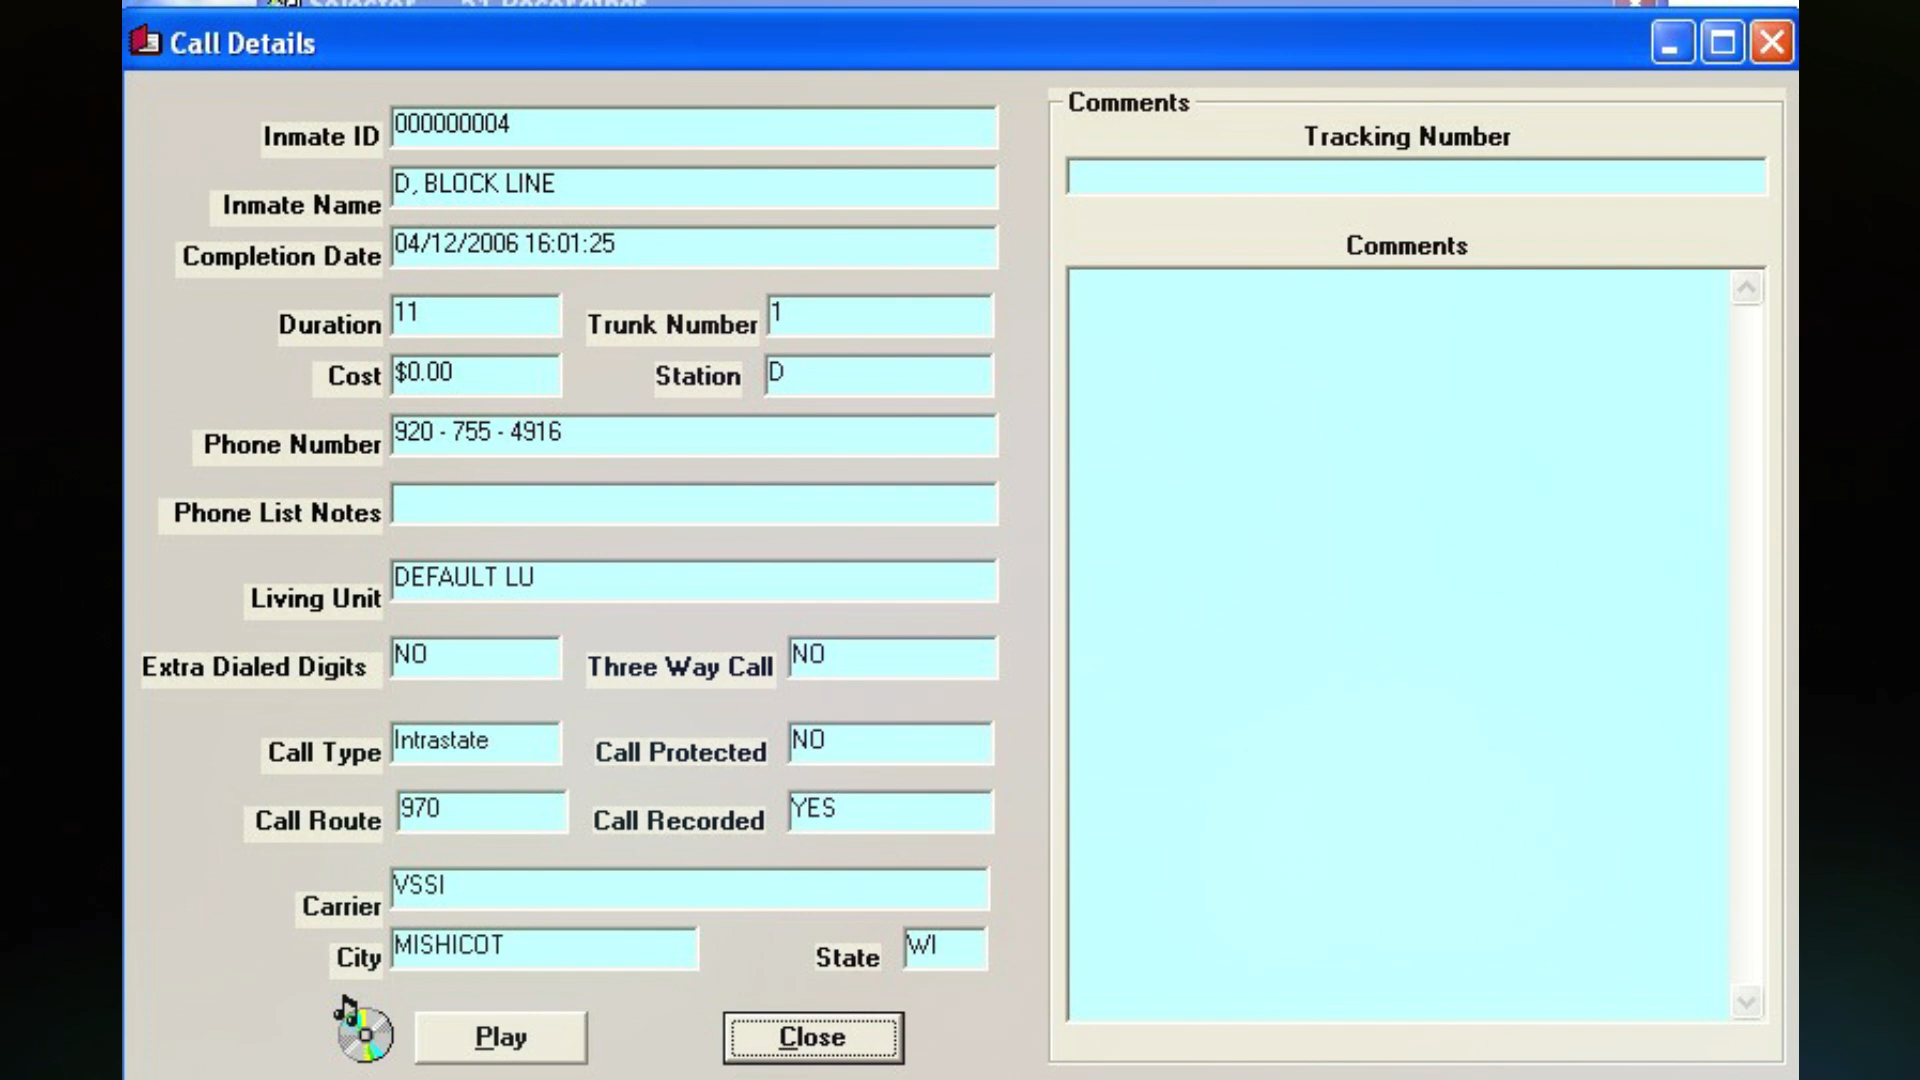 Selector 51 Recordings
Call Details
Inmate ID 000000004
Inmate Name D, BLOCK LINE
Completion Date 04/12/2006 16:01:25
Duration 11 Trunk Number 1
Cost $0.00 Station D
Phone Number 920 - 755 - 4916
Phone List Notes
Living Unit DEFAULT LU
Extra Dialed Digits NO Three Way Call NO
Call Type Intrastate Call Protected NO
Call Route 970 Call Recorded YES
Carrier VSSI
City MISHICOT State WI
Play Close
Comments
Tracking Number
Comments